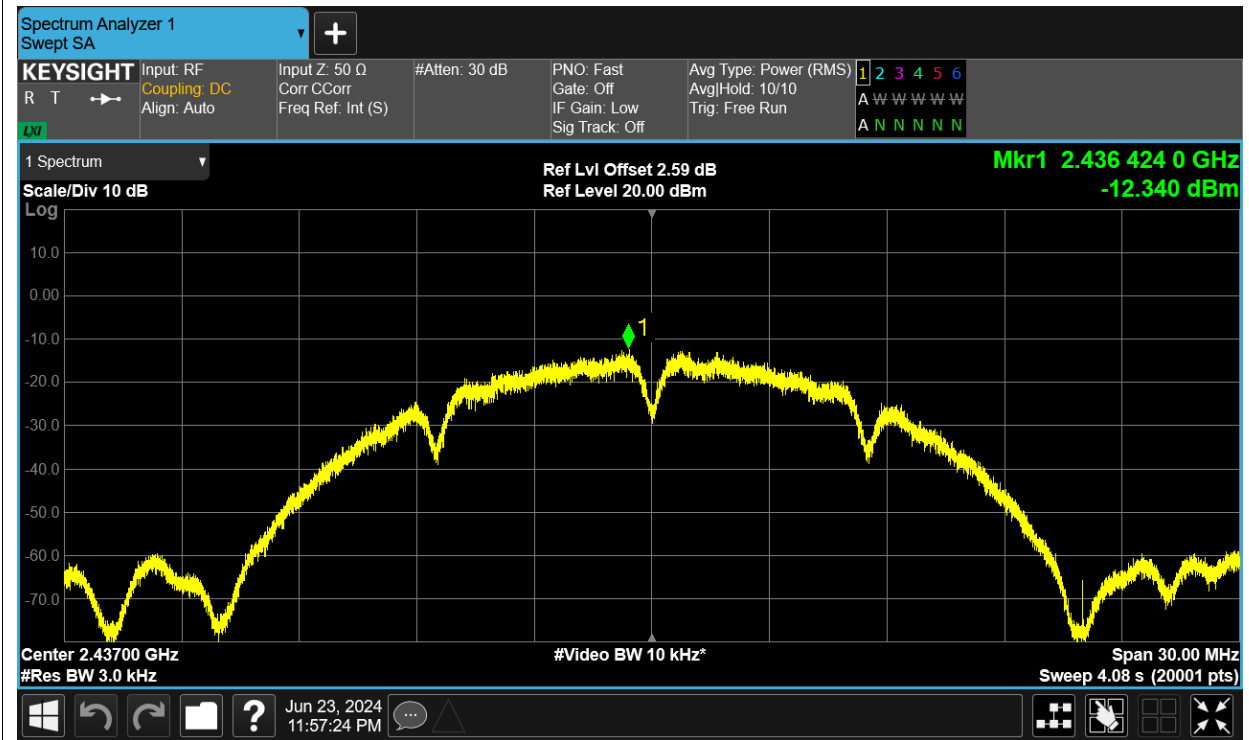 Spectrum Analyzer 1
Swept SA
KEYSIGHT
R T
LXI
Input: RF
Coupling: DC
Align: Auto
Input Z: 50 Ω
Corr CCorr
Freq Ref: Int (S)
#Atten: 30 dB
PNO: Fast
Gate: Off
IF Gain: Low
Sig Track: Off
Avg Type: Power (RMS)
Avg|Hold: 10/10
Trig: Free Run
1 2 3 4 5 6
A W W W W W
A N N N N N
1 Spectrum
Scale/Div 10 dB
Log
Ref Lvl Offset 2.59 dB
Ref Level 20.00 dBm
Mkr1 2.436 424 0 GHz
-12.340 dBm
10.0
0.00
1
-10.0
-20.0
-30.0
-40.0
-50.0
-60.0
-70.0
Center 2.43700 GHz
#Res BW 3.0 kHz
#Video BW 10 kHz*
Span 30.00 MHz
Sweep 4.08 s (20001 pts)
?
Jun 23, 2024
11:57:24 PM